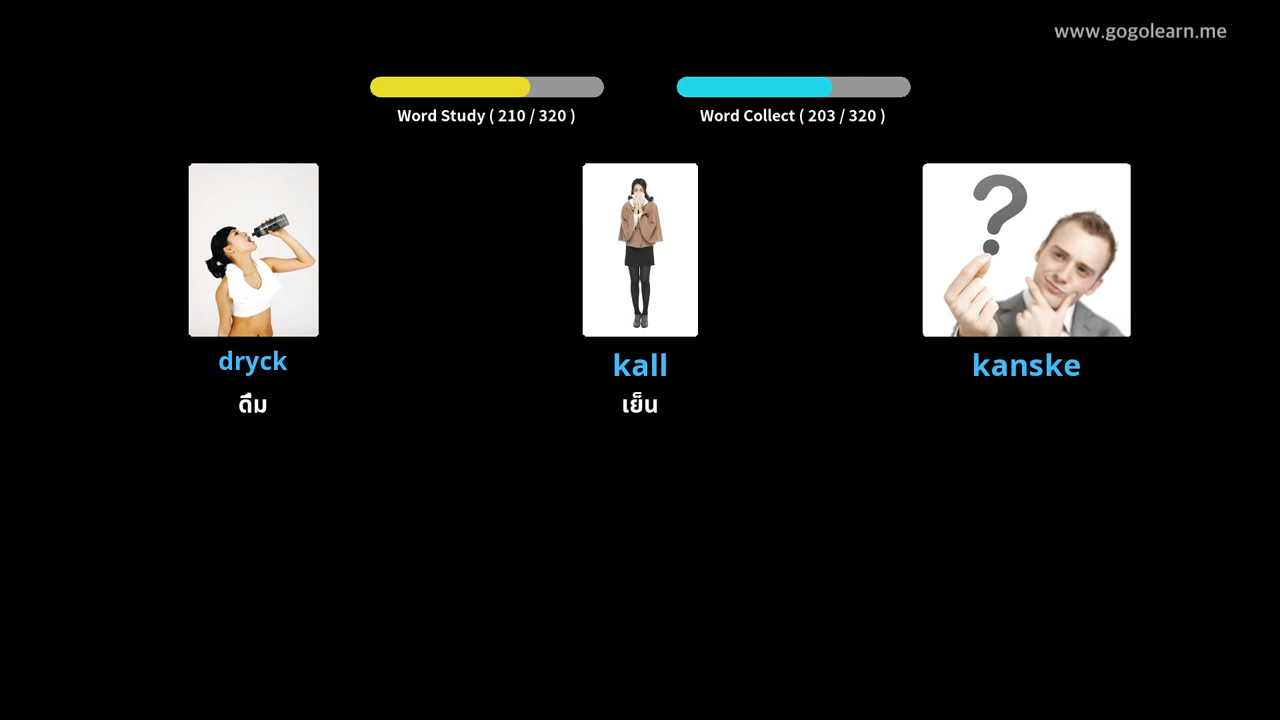 www.gogolearn.me
Word Study ( 210 / 320 )
Word Collect ( 203 / 320 )
dryck
kall
kanske
ดื่ม
เย็น